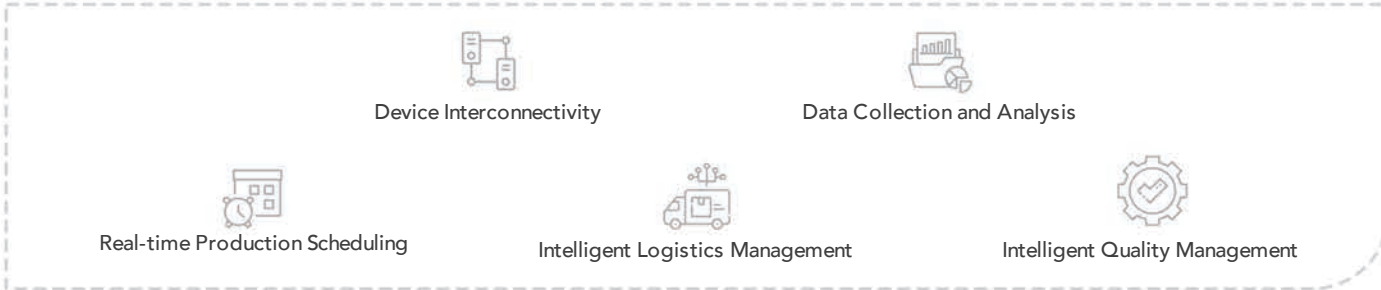 Device Interconnectivity
Data Collection and Analysis
Real-time Production Scheduling
Intelligent Logistics Management
Intelligent Quality Management